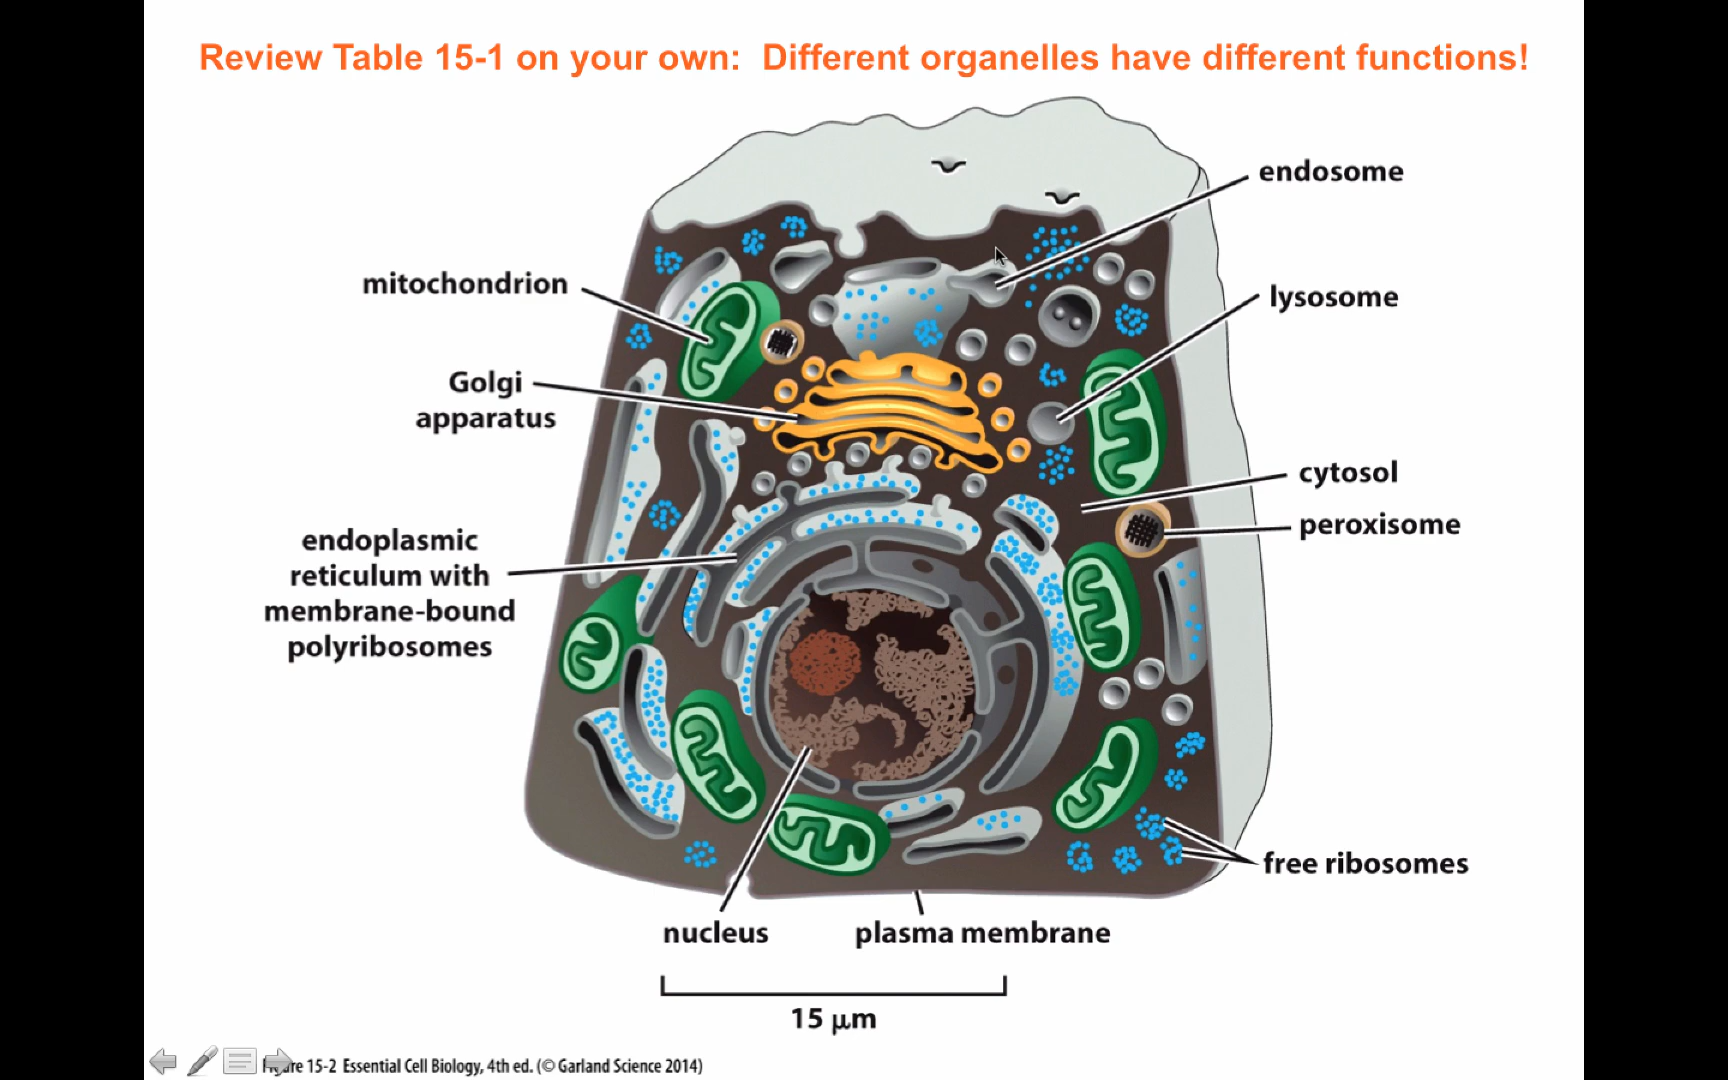 Review Table 15-1 on your own:  Different organelles have different functions!
endosome
mitochondrion
lysosome
Golgi
apparatus
cytosol
peroxisome
endoplasmic
reticulum with
membrane-bound
polyribosomes
free ribosomes
nucleus
plasma membrane
15 μm
15-2 Essential Cell Biology, 4th ed. (© Garland Science 2014)